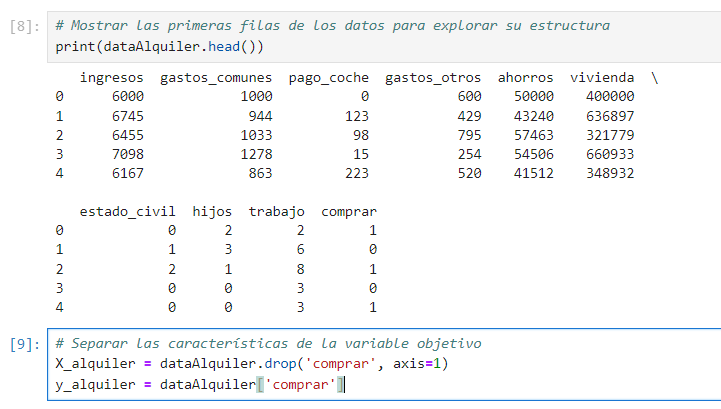 [8]: # Mostrar las primeras filas de los datos para explorar su estructura
print(dataAlquiler.head())
ingresos gastos_comunes pago_coche gastos_otros ahorros vivienda \
0 6000 1000 0 600 50000 400000
1 6745 944 123 429 43240 636897
2 6455 1033 98 795 57463 321779
3 7098 1278 15 254 54506 660933
4 6167 863 223 520 41512 348932
estado_civil hijos trabajo comprar
0 0 2 2 1
1 1 3 6 0
2 2 1 8 1
3 0 0 3 0
4 0 0 3 1
[9]: # Separar las características de la variable objetivo
X_alquiler = dataAlquiler.drop('comprar', axis=1)
y_alquiler = dataAlquiler['comprar']